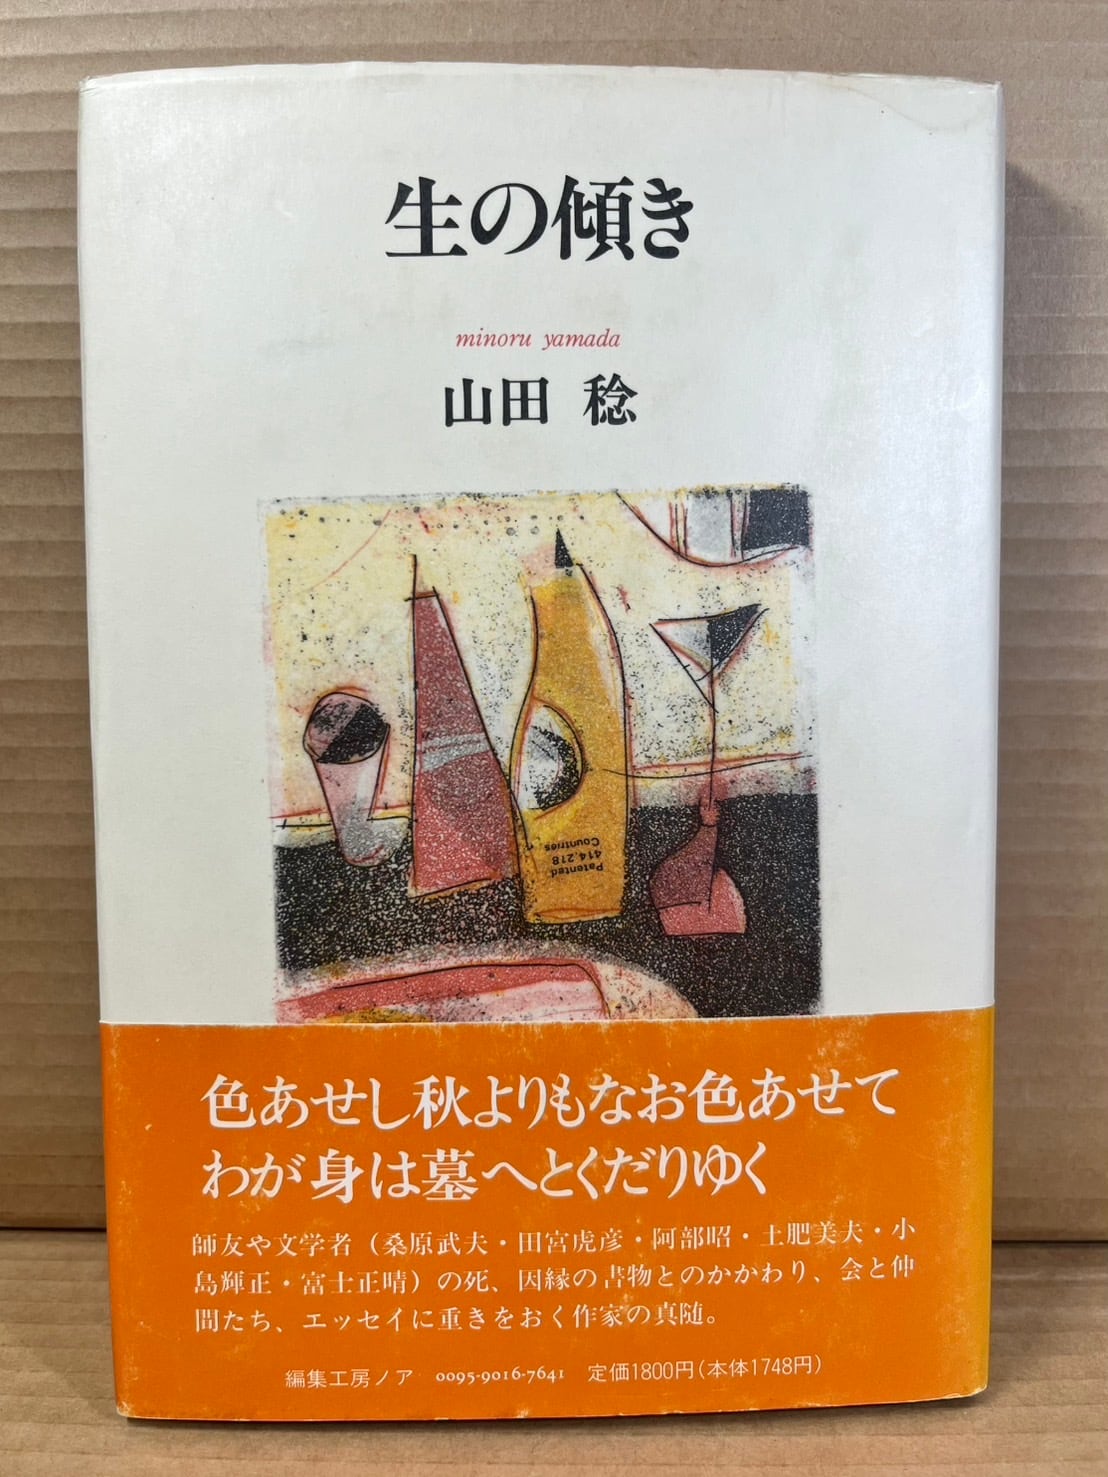 生の傾き
minoru yamada
山田 稔
Patented
414.218
Countries
色あせし秋よりもなお色あせて
わが身は墓へとくだりゆく
師友や文学者（桑原武夫・田宮虎彦・阿部昭・土肥美夫・小
島輝正・富士正晴）の死、因縁の書物とのかかわり、会と仲
間たち、エッセイに重きをおく作家の真随。
編集工房ノア 0095-9016-7641 定価1800円(本体1748円)